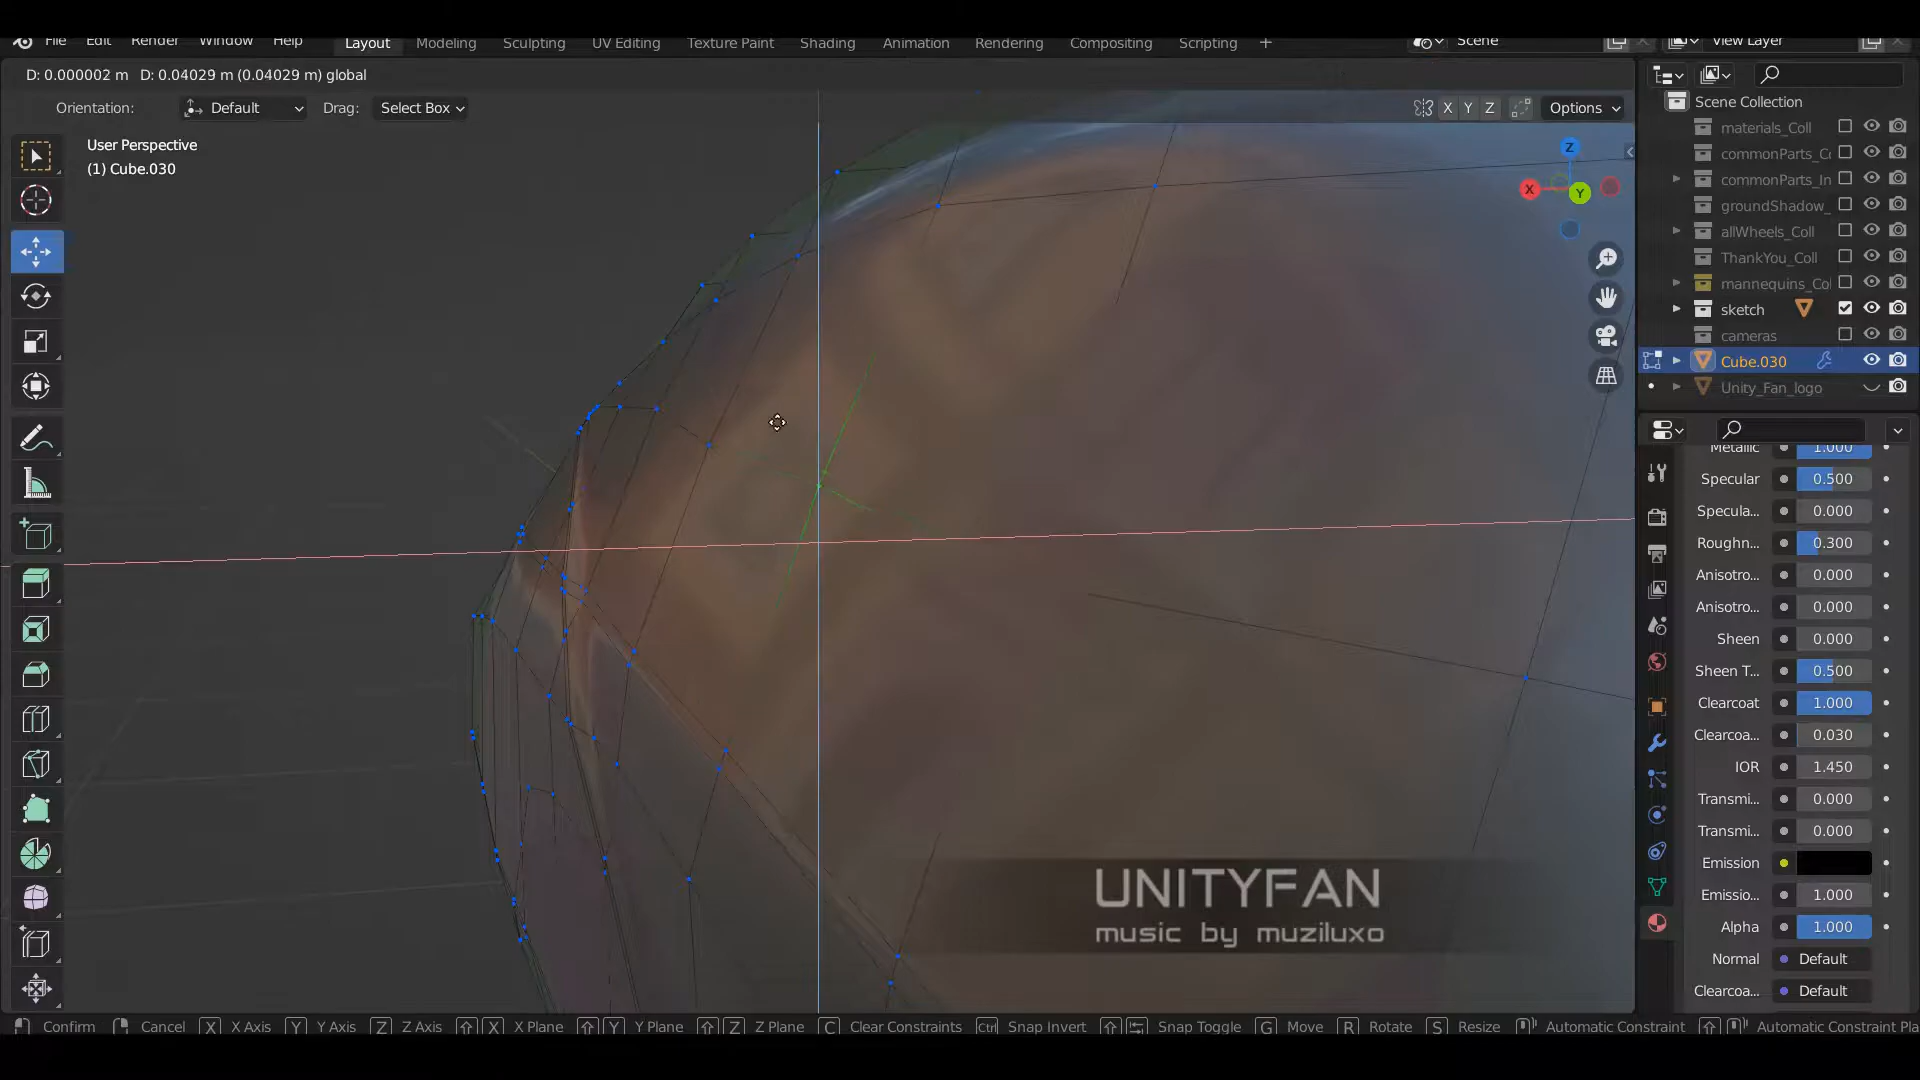 File Edit Render Window Help Layout Modeling Sculpting UV Editing Texture Paint Shading Animation Rendering Compositing Scripting + Scene View Layer
D: 0.000002 m D: 0.04029 m (0.04029 m) global
Orientation: Default Drag: Select Box X Y Z Options
User Perspective
(1) Cube.030
Z
X
Y
Scene Collection
materials_Coll
commonParts_Co
commonParts_In
groundShadow_
allWheels_Coll
ThankYou_Coll
mannequins_Col
sketch
cameras
Cube.030
Unity_Fan_logo
Metallic 1.000
Specular 0.500
Specula... 0.000
Roughn... 0.300
Anisotro... 0.000
Anisotro... 0.000
Sheen 0.000
Sheen T... 0.500
Clearcoat 1.000
Clearcoa... 0.030
IOR 1.450
Transmi... 0.000
Transmi... 0.000
Emission
Emissio... 1.000
Alpha 1.000
Normal Default
Clearcoa... Default
UNITYFAN
music by muziluxo
Confirm Cancel X X Axis Y Y Axis Z Z Axis X X Plane Y Y Plane Z Z Plane C Clear Constraints Ctrl Snap Invert Snap Toggle G Move R Rotate S Resize Automatic Constraint Automatic Constraint Pla